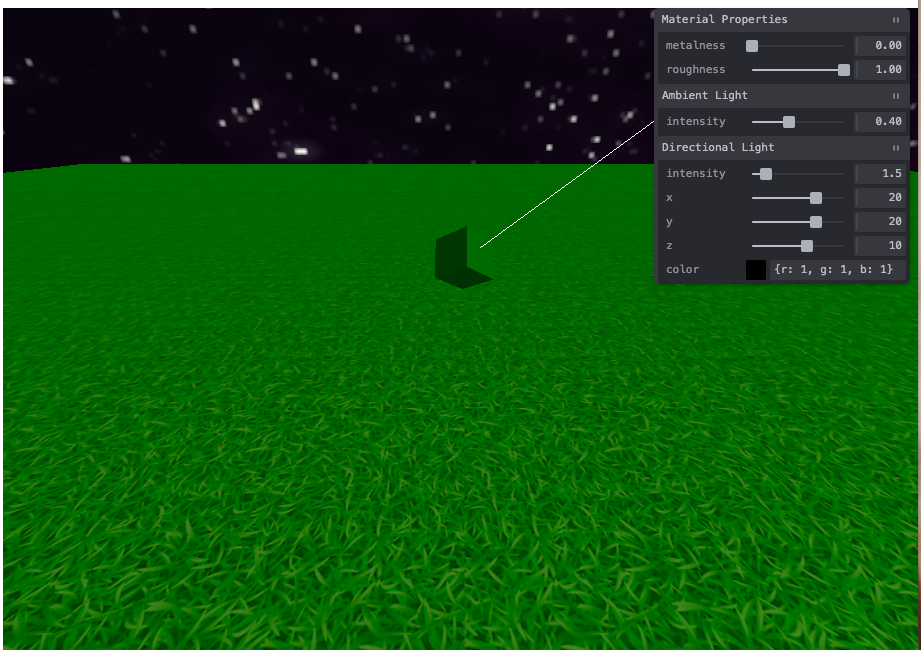 Material Properties
metalness 0.00
roughness 1.00
Ambient Light
intensity 0.40
Directional Light
intensity 1.5
x 20
y 20
z 10
color {r: 1, g: 1, b: 1}